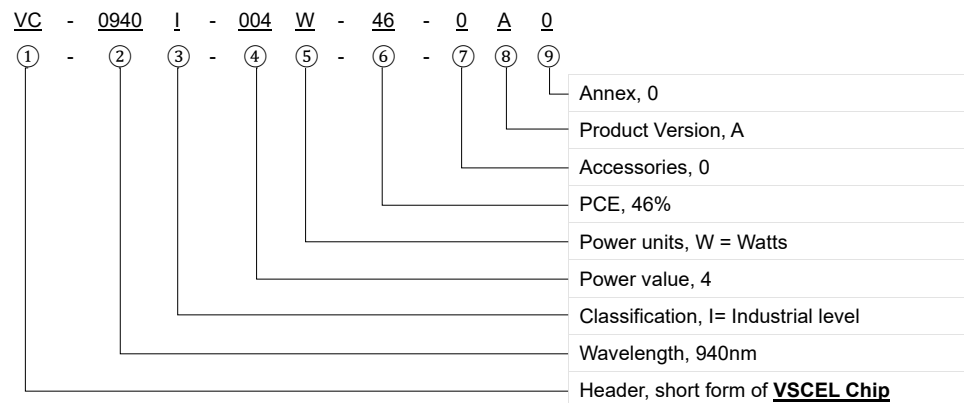 VC - 0940 I - 004 W - 46 - 0 A 0
① - ② ③ - ④ ⑤ - ⑥ - ⑦ ⑧ ⑨
Annex, 0
Product Version, A
Accessories, 0
PCE, 46%
Power units, W = Watts
Power value, 4
Classification, I= Industrial level
Wavelength, 940nm
Header, short form of VSCEL Chip